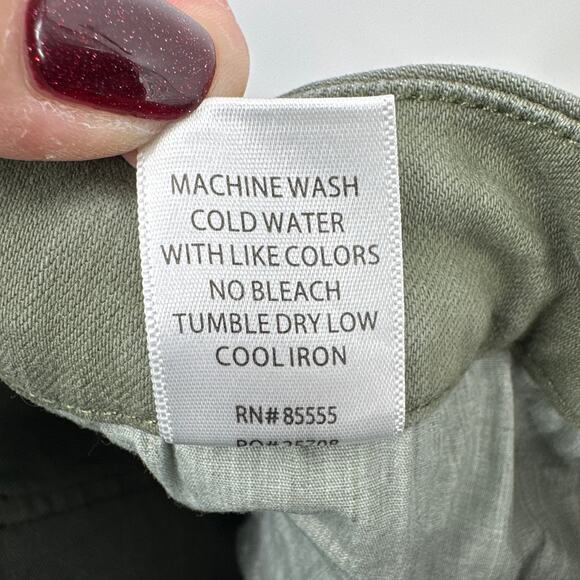 MACHINE WASH
COLD WATER
WITH LIKE COLORS
NO BLEACH
TUMBLE DRY LOW
COOL IRON
RN# 85555